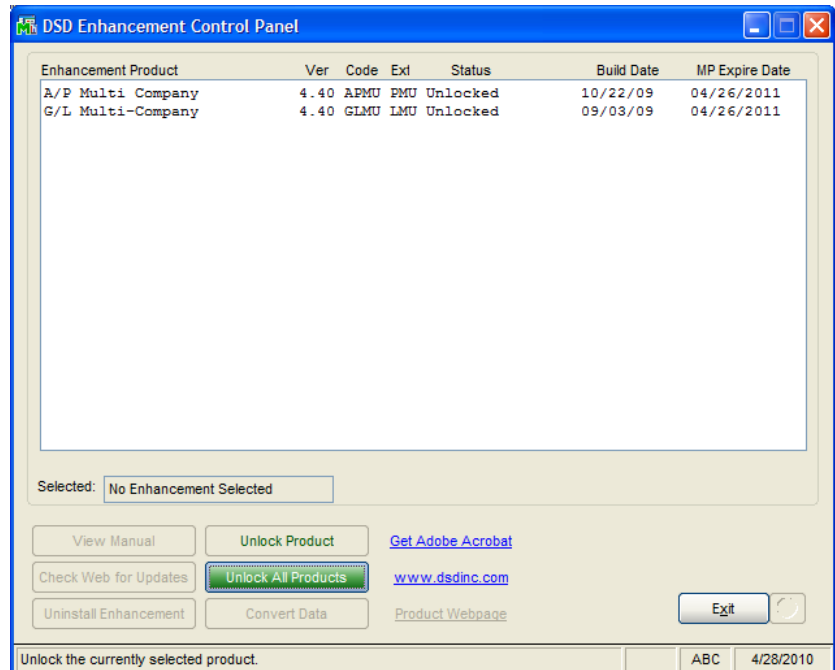 DSD Enhancement Control Panel
Enhancement Product Ver Code Ext Status Build Date MP Expire Date
A/P Multi Company 4.40 APMU PMU Unlocked 10/22/09 04/26/2011
G/L Multi-Company 4.40 GLMU LMU Unlocked 09/03/09 04/26/2011
Selected: No Enhancement Selected
View Manual Unlock Product Get Adobe Acrobat
Check Web for Updates Unlock All Products www.dsdinc.com
Uninstall Enhancement Convert Data Product Webpage Exit
Unlock the currently selected product. ABC 4/28/2010